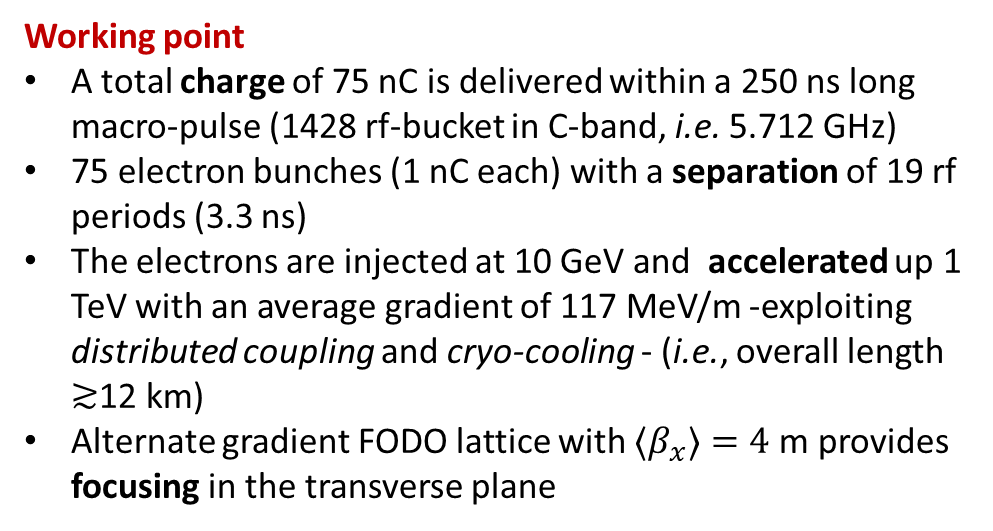 Working point
• A total charge of 75 nC is delivered within a 250 ns long
macro-pulse (1428 rf-bucket in C-band, i.e. 5.712 GHz)
• 75 electron bunches (1 nC each) with a separation of 19 rf
periods (3.3 ns)
• The electrons are injected at 10 GeV and accelerated up 1
TeV with an average gradient of 117 MeV/m -exploiting
distributed coupling and cryo-cooling - (i.e., overall length
≳12 km)
• Alternate gradient FODO lattice with ⟨βₓ⟩ = 4 m provides
focusing in the transverse plane